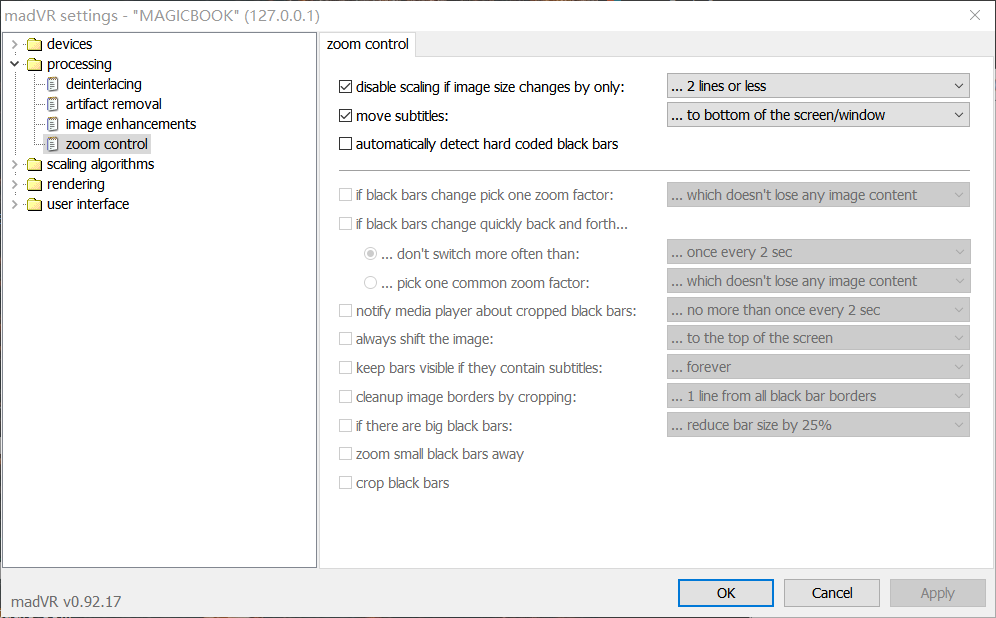 madVR settings - "MAGICBOOK" (127.0.0.1)
devices
processing
deinterlacing
artifact removal
image enhancements
zoom control
scaling algorithms
rendering
user interface
zoom control
disable scaling if image size changes by only: ... 2 lines or less
move subtitles: ... to bottom of the screen/window
automatically detect hard coded black bars
if black bars change pick one zoom factor: ... which doesn't lose any image content
if black bars change quickly back and forth...
... don't switch more often than: ... once every 2 sec
... pick one common zoom factor: ... which doesn't lose any image content
notify media player about cropped black bars: ... no more than once every 2 sec
always shift the image: ... to the top of the screen
keep bars visible if they contain subtitles: ... forever
cleanup image borders by cropping: ... 1 line from all black bar borders
if there are big black bars: ... reduce bar size by 25%
zoom small black bars away
crop black bars
madVR v0.92.17
OK Cancel Apply